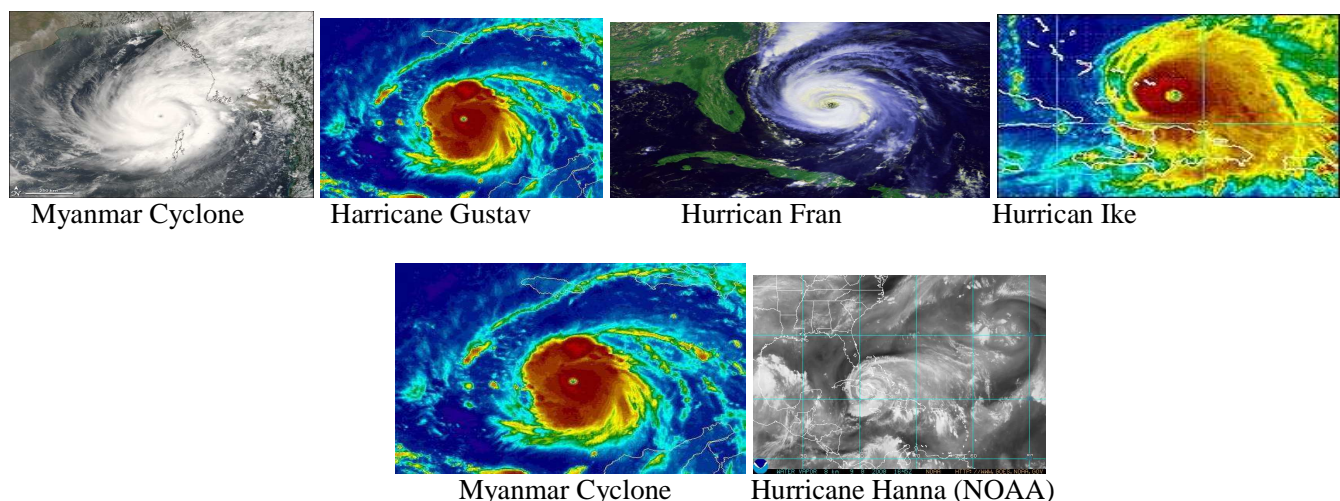 Myanmar Cyclone
Harricane Gustav
Hurrican Fran
Hurrican Ike
Myanmar Cyclone
Hurricane Hanna (NOAA)